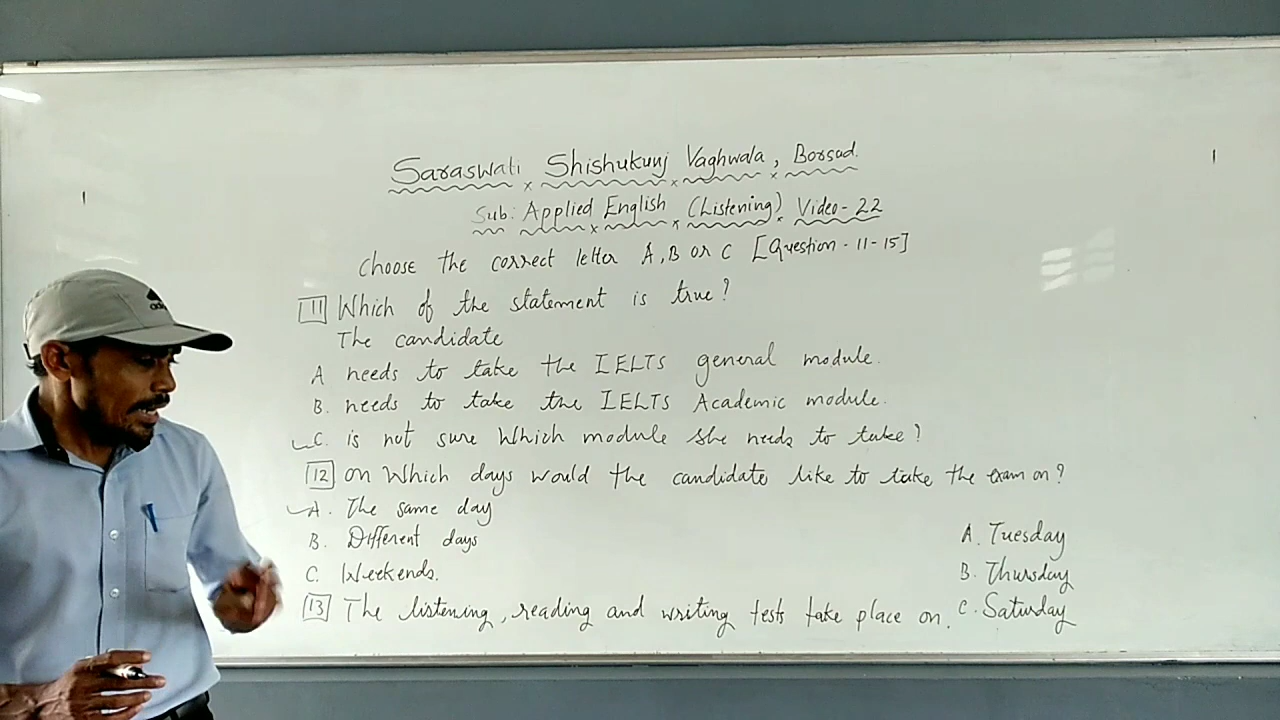 Saraswati Shishukunj Vaghwala, Borsad.
Sub: Applied English (Listening) Video-22
Choose the correct letter A, B or C [Question-11-15]
11 Which of the statement is true?
The candidate
A needs to take the IELTS general module.
B. needs to take the IELTS Academic module.
C. is not sure Which module she needs to take?
12 on Which days would the candidate like to take the exam on?
A. The same day
B. Different days
C. Weekends.
13 The listening, reading and writing tests take place on.
A. Tuesday
B. Thursday
C. Saturday